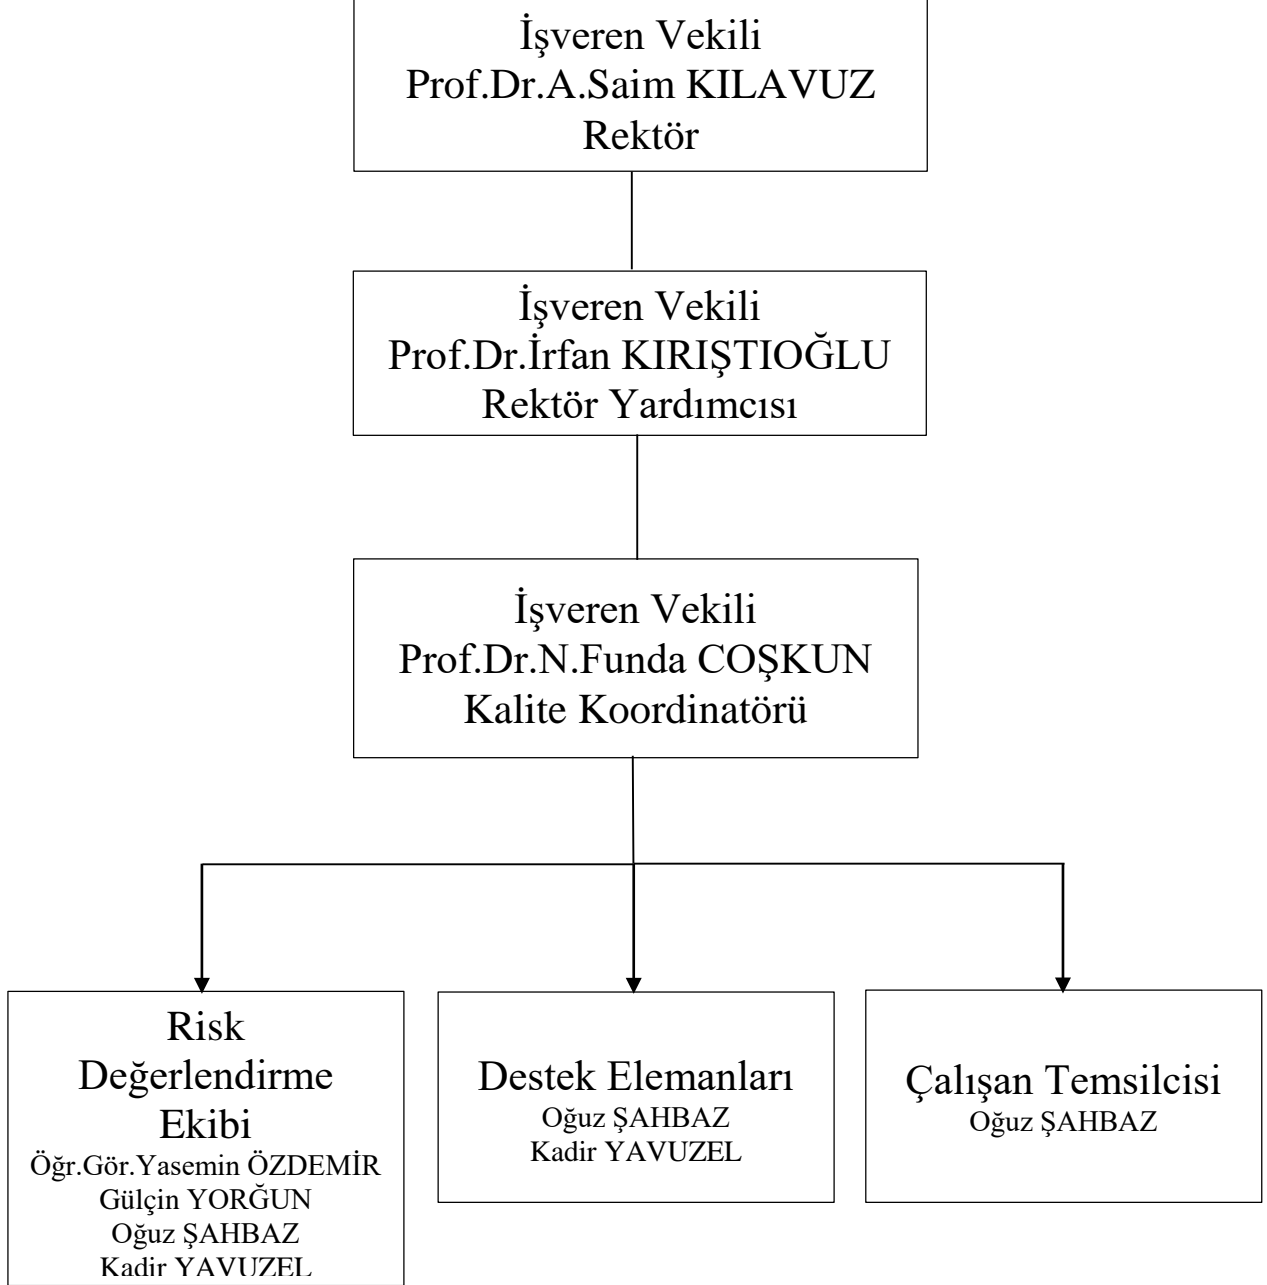 İşveren Vekili
Prof.Dr.A.Saim KILAVUZ
Rektör
İşveren Vekili
Prof.Dr.İrfan KIRIŞTIOĞLU
Rektör Yardımcısı
İşveren Vekili
Prof.Dr.N.Funda COŞKUN
Kalite Koordinatörü
Risk
Değerlendirme
Ekibi
Öğr.Gör.Yasemin ÖZDEMİR
Gülçin YORĞUN
Oğuz ŞAHBAZ
Kadir YAVUZEL
Destek Elemanları
Oğuz ŞAHBAZ
Kadir YAVUZEL
Çalışan Temsilcisi
Oğuz ŞAHBAZ